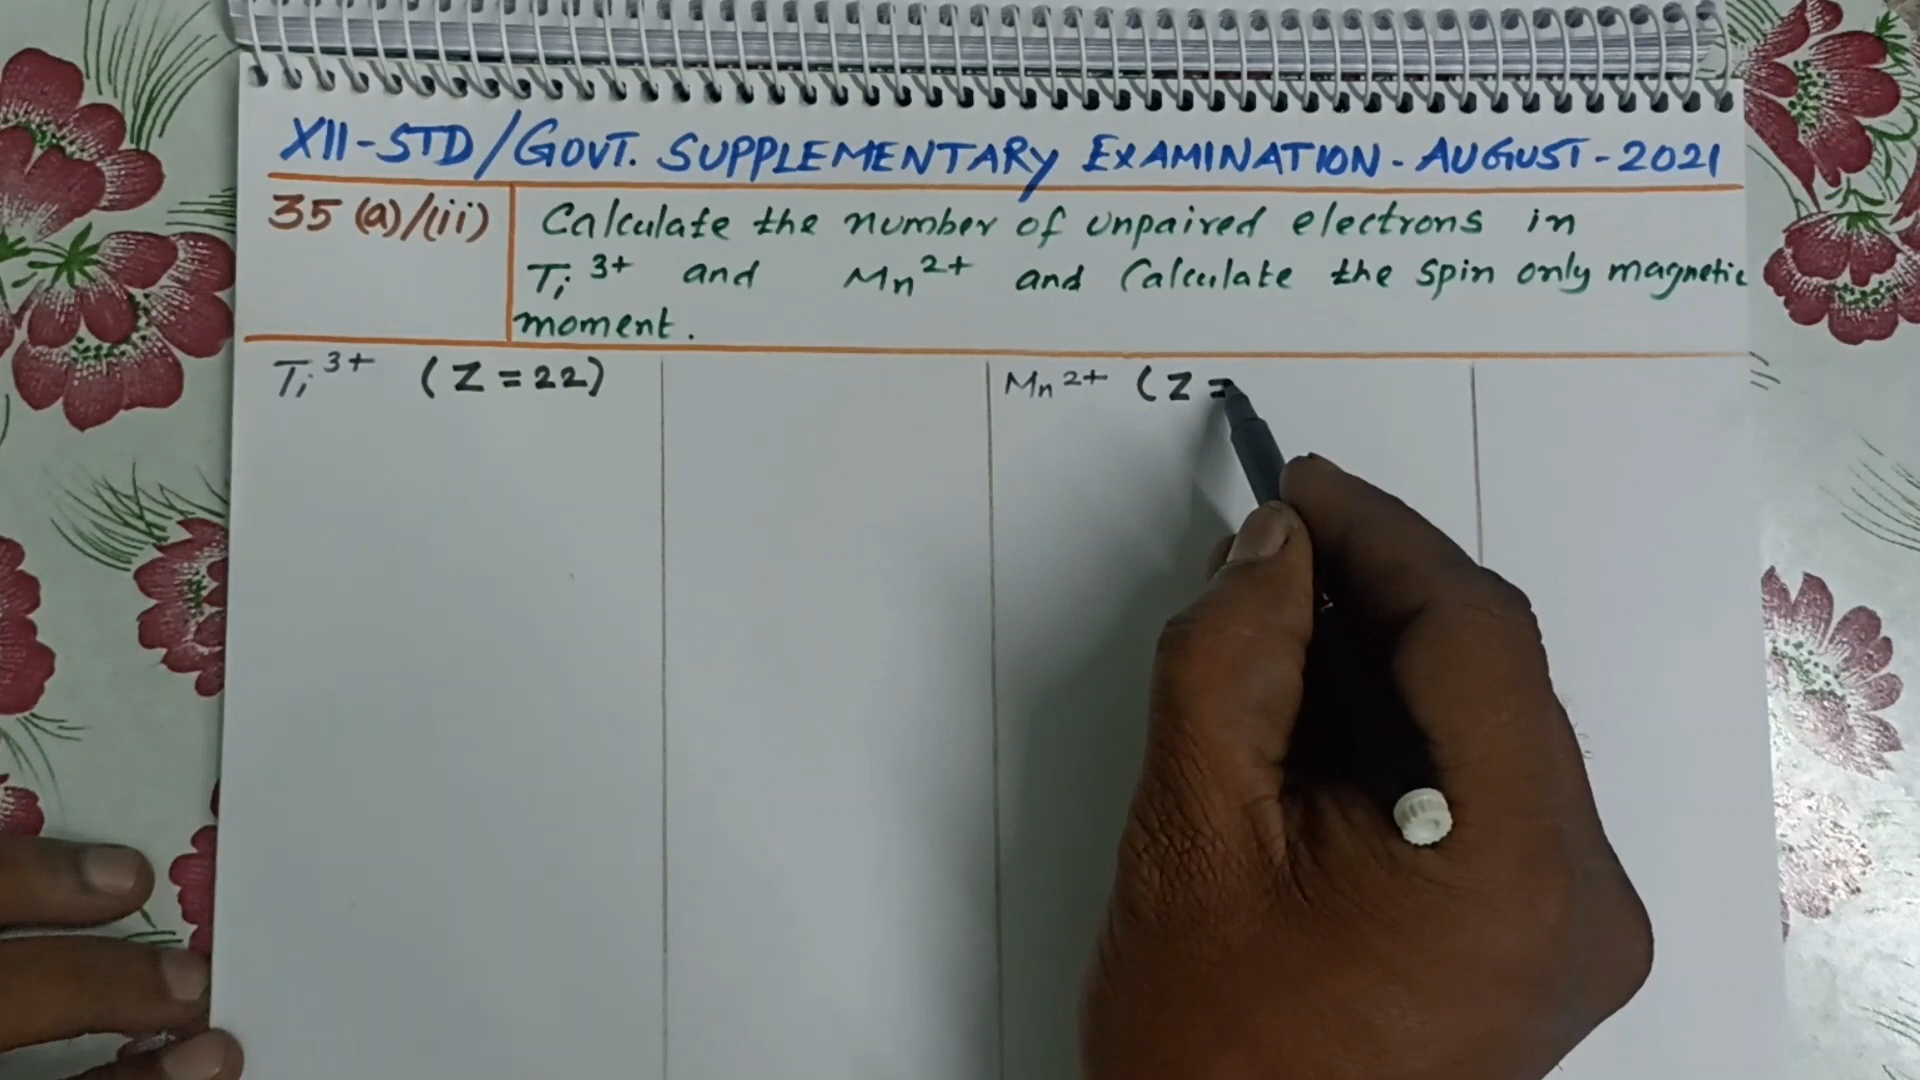 XII-STD/GOVT. SUPPLEMENTARY EXAMINATION - AUGUST - 2021
35 (a)/(ii) Calculate the number of unpaired electrons in
Ti 3+ and Mn 2+ and Calculate the spin only magnetic
moment.
Ti 3+ (Z = 22) Mn 2+ (Z =